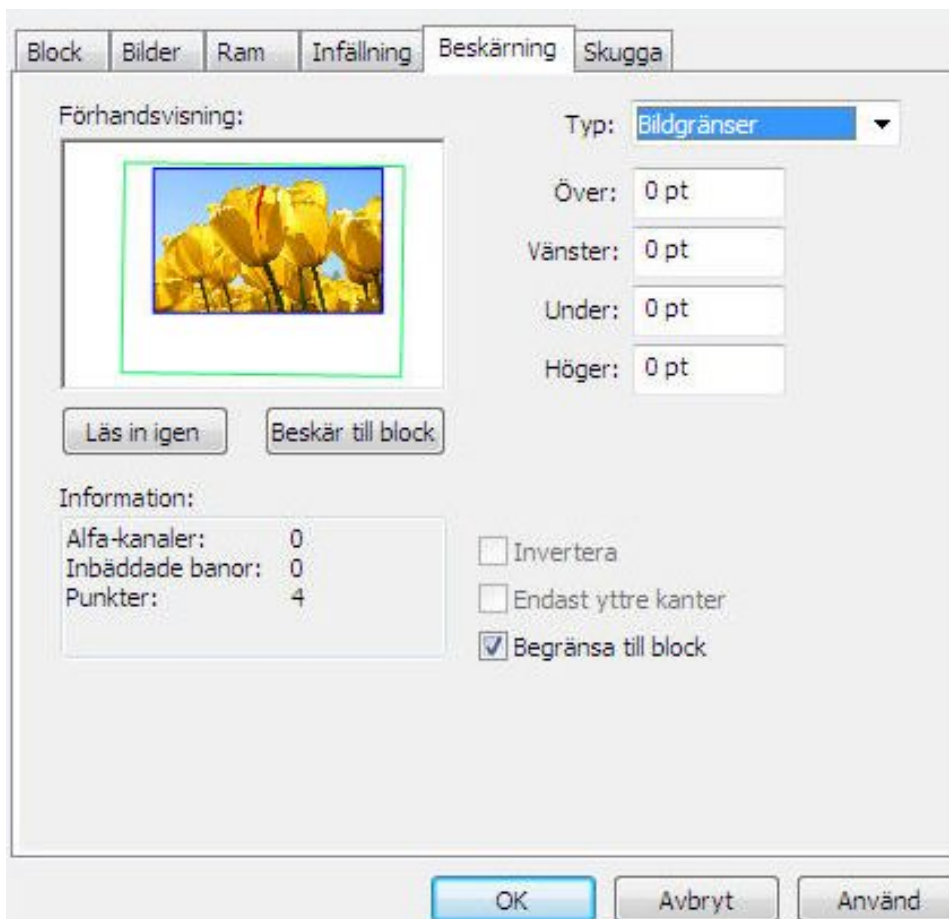 Block Bilder Ram Infällning Beskärning Skugga
Förhandsvisning:
Typ: Bildgränser
Över: 0 pt
Vänster: 0 pt
Under: 0 pt
Höger: 0 pt
Läs in igen Beskär till block
Information:
Alfa-kanaler: 0
Inbäddade banor: 0
Punkter: 4
Invertera
Endast yttre kanter
Begränsa till block
OK Avbryt Använd